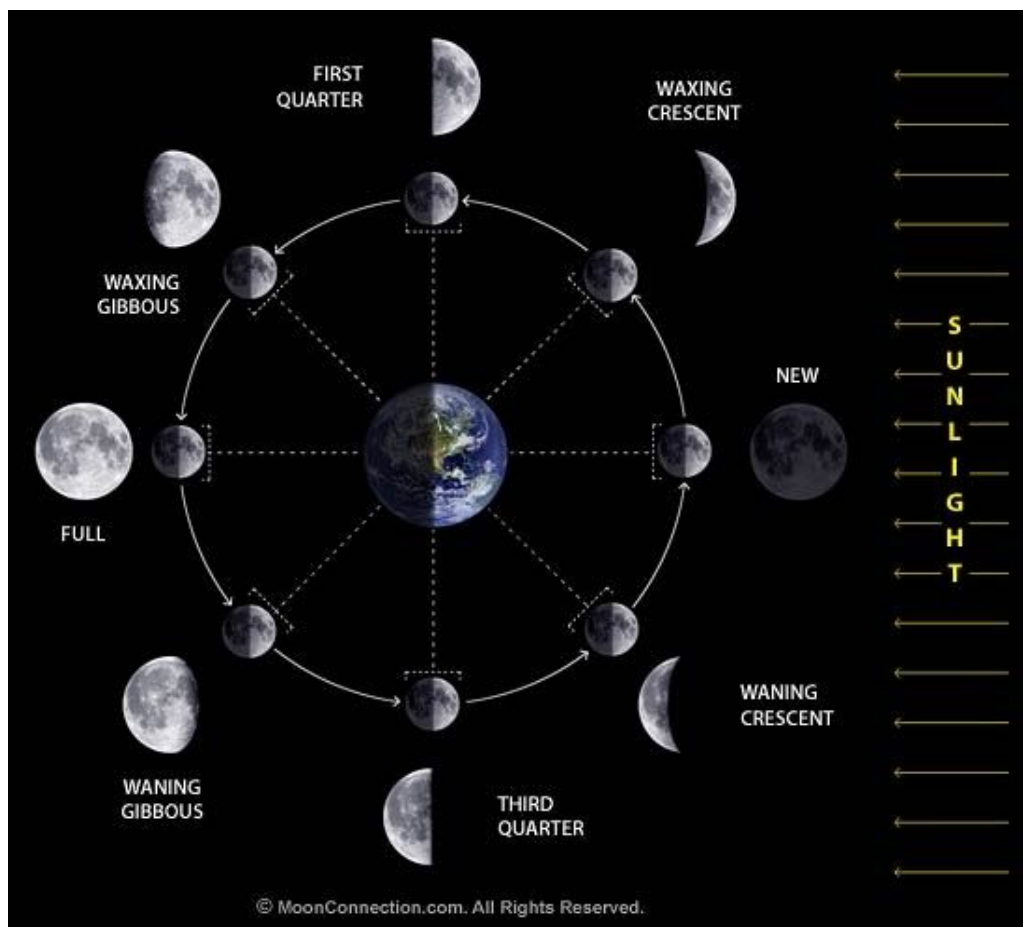 FIRST
QUARTER
WAXING
CRESCENT
WAXING
GIBBOUS
NEW
SUNLIGHT
FULL
WANING
GIBBOUS
WANING
CRESCENT
THIRD
QUARTER
© MoonConnection.com. All Rights Reserved.